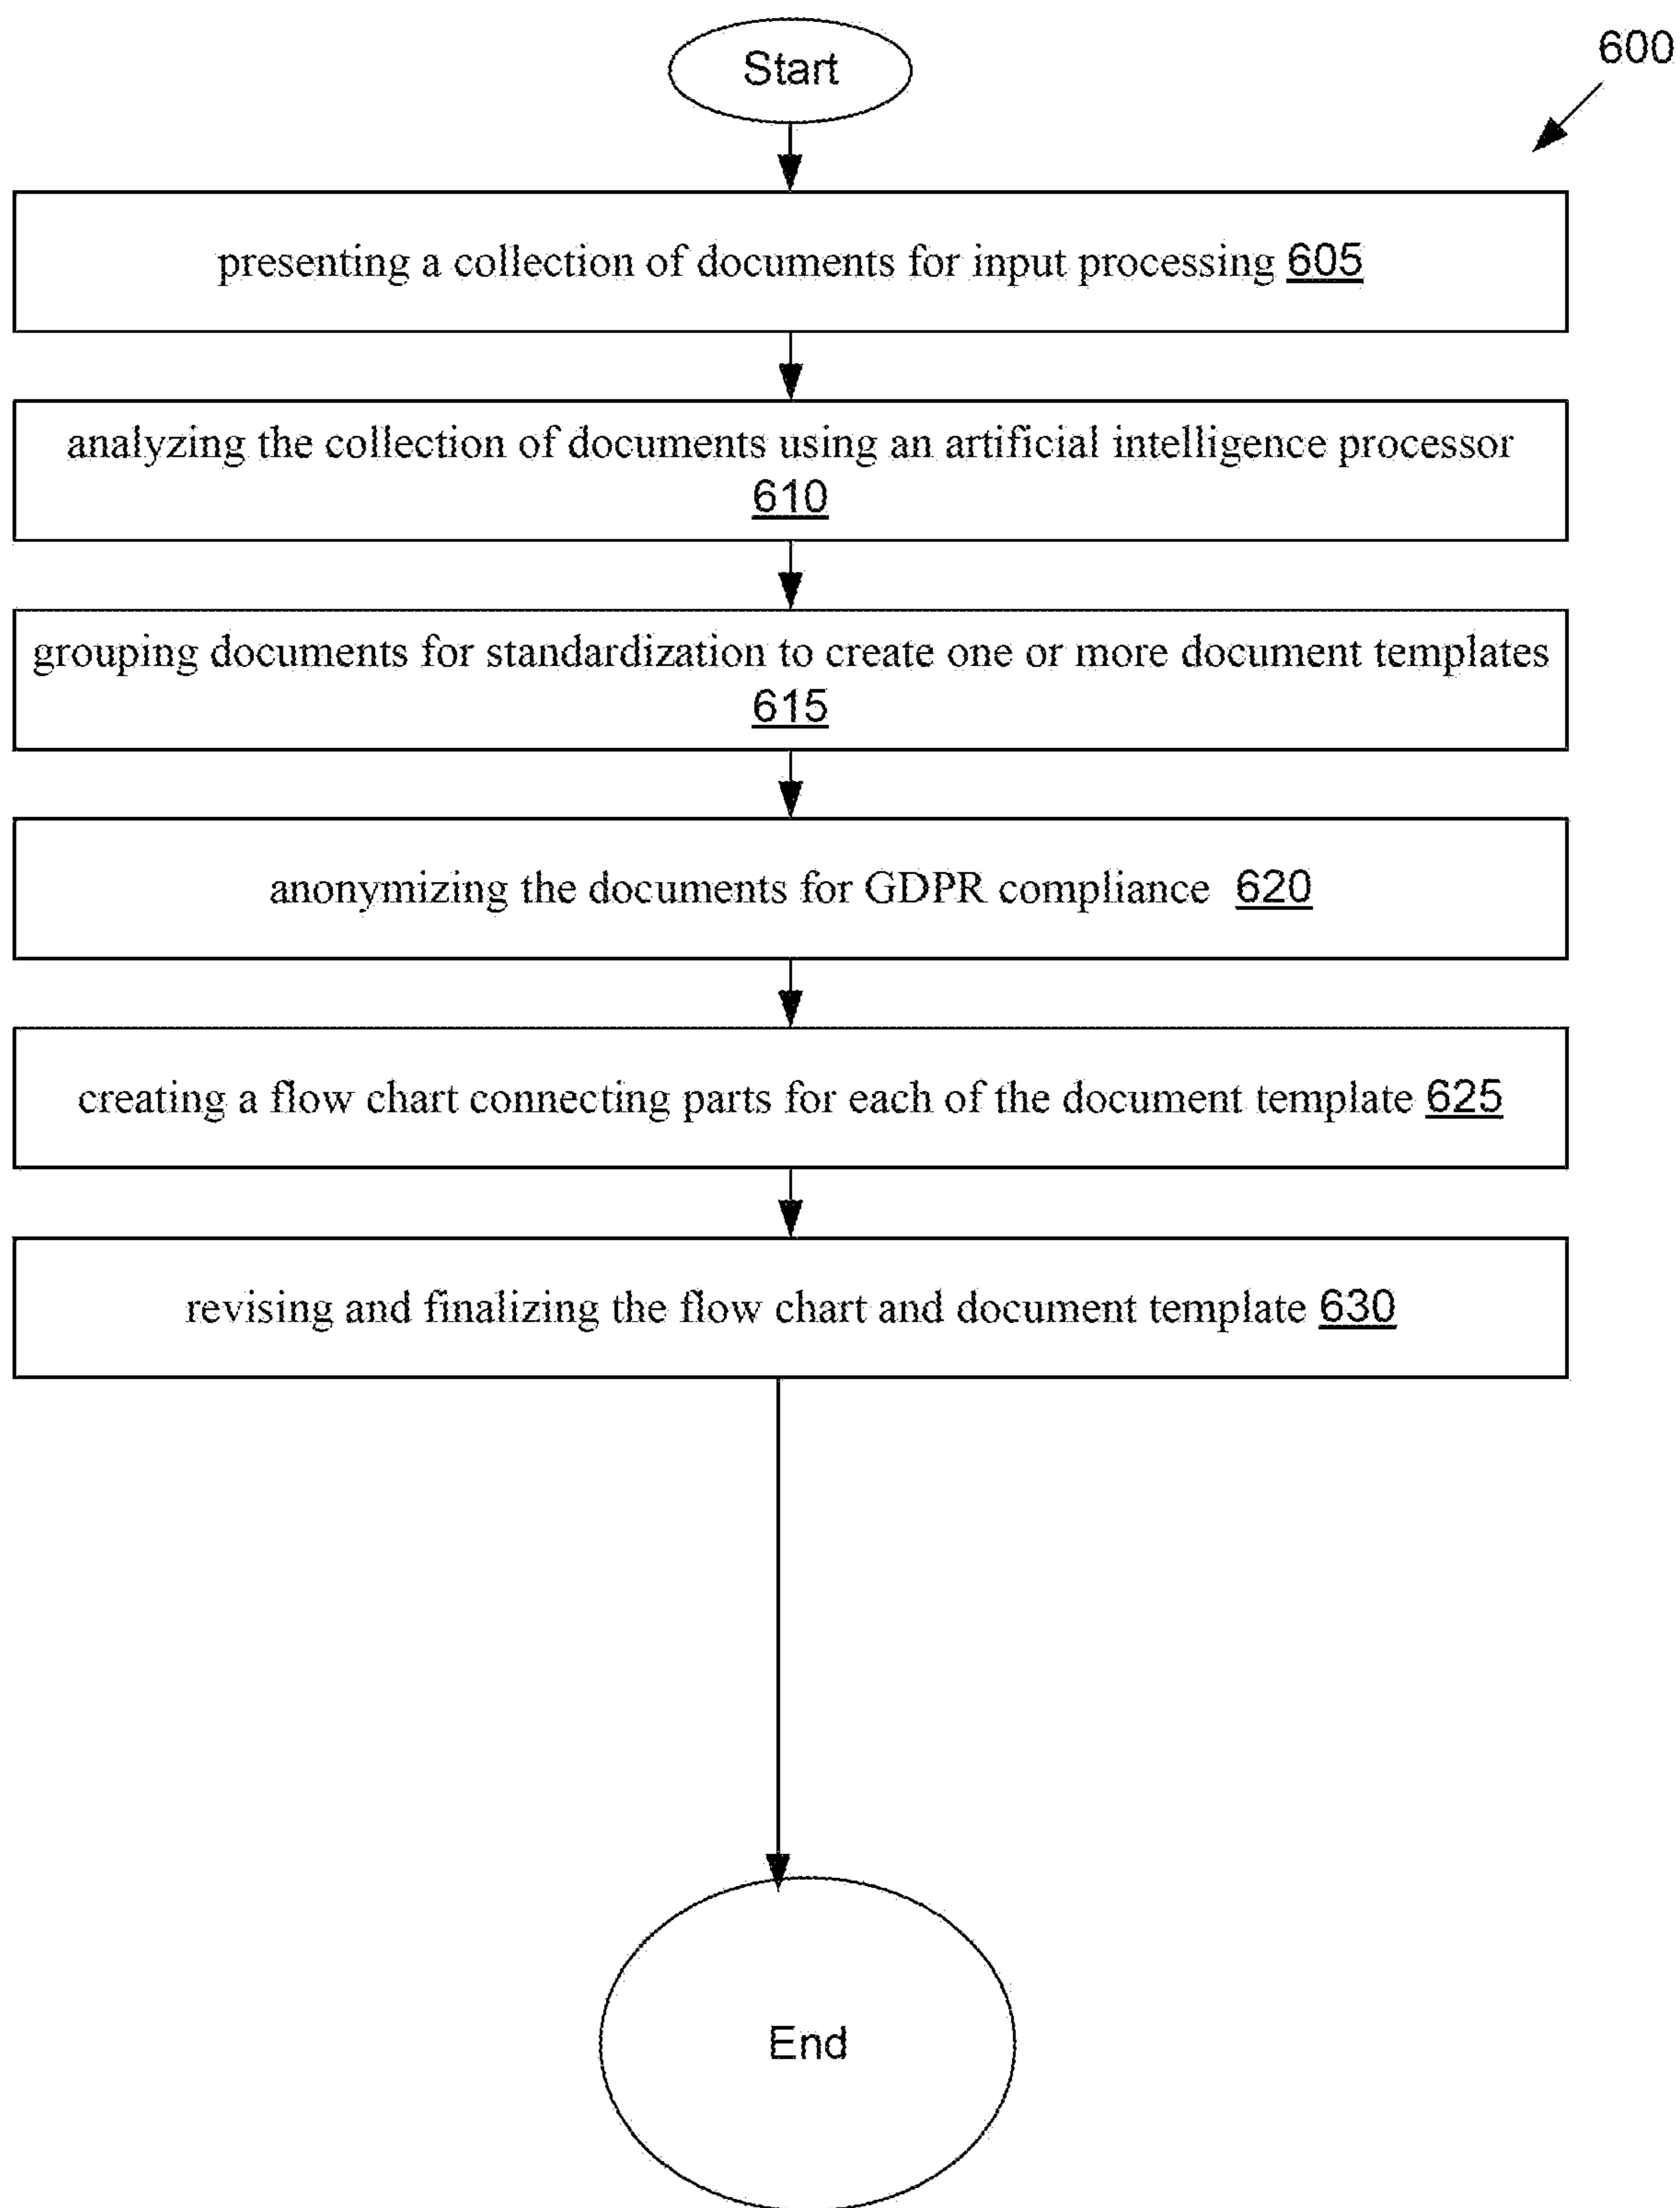 Start
600
presenting a collection of documents for input processing 605
analyzing the collection of documents using an artificial intelligence processor
610
grouping documents for standardization to create one or more document templates
615
anonymizing the documents for GDPR compliance 620
creating a flow chart connecting parts for each of the document template 625
revising and finalizing the flow chart and document template 630
End